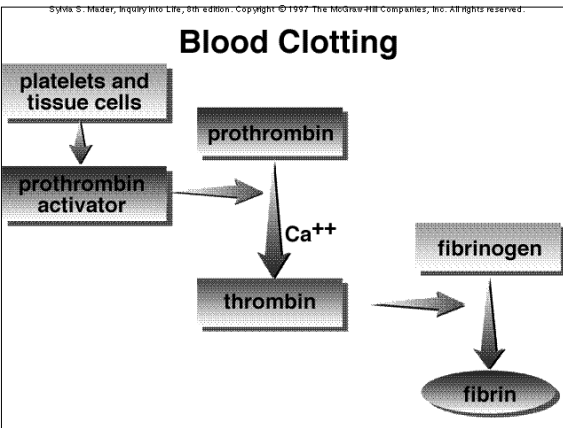 Sylvia S. Mader, Inquiry into Life, 8th edition. Copyright © 1997 The McGraw-Hill Companies, Inc. All rights reserved.
Blood Clotting
platelets and
tissue cells
prothrombin
prothrombin
activator
Ca++
fibrinogen
thrombin
fibrin